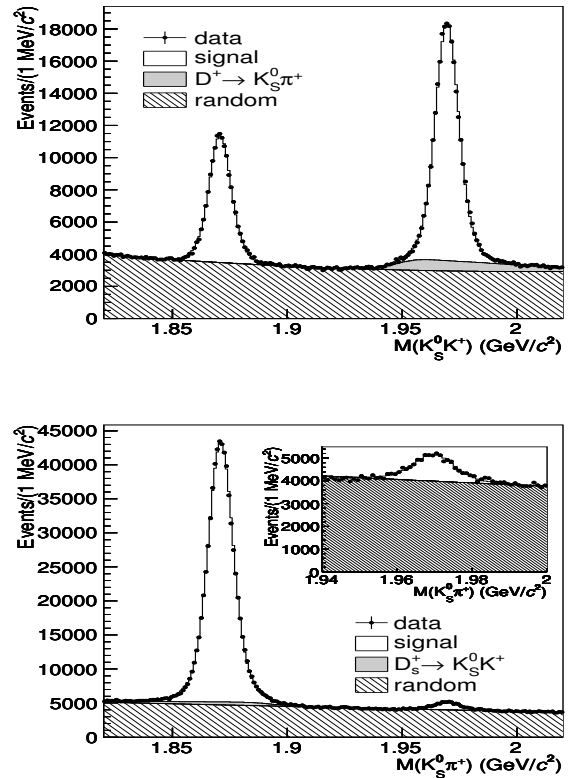 Events/(1 MeV/c²)
18000
16000
14000
12000
10000
8000
6000
4000
2000
0
data
signal
D⁺→ K⁰Sπ⁺
random
1.85 1.9 1.95 2
M(K⁰SK⁺) (GeV/c²)
Events/(1 MeV/c²)
45000
40000
35000
30000
25000
20000
15000
10000
5000
0
Events/(1 MeV/c²)
5000
4000
3000
2000
1000
0
1.94 1.96 1.98 2
M(K⁰Sπ⁺) (GeV/c²)
data
signal
D⁺s→ K⁰SK⁺
random
1.85 1.9 1.95 2
M(K⁰Sπ⁺) (GeV/c²)